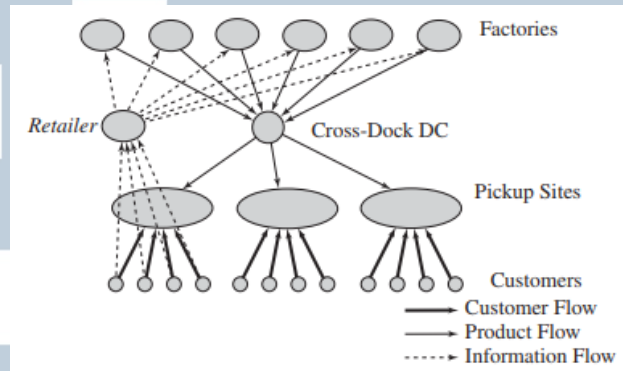 Factories
Retailer
Cross-Dock DC
Pickup Sites
Customers
Customer Flow
Product Flow
Information Flow